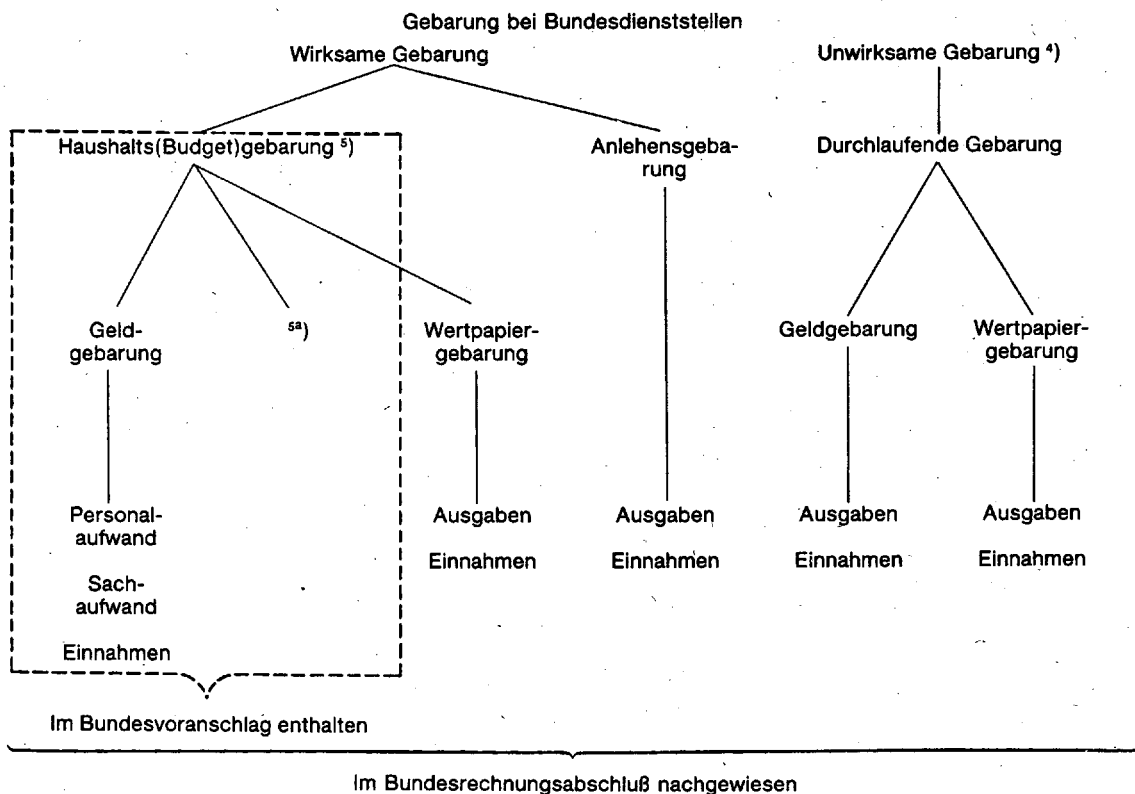 Gebarung bei Bundesdienststellen
Wirksame Gebarung
Unwirksame Gebarung ⁴)
Haushalts(Budget)gebarung ⁵)
Anlehensgeba-
rung
Durchlaufende Gebarung
Geld-
gebarung
⁵ᵃ)
Wertpapier-
gebarung
Geldgebarung
Wertpapier-
gebarung
Personal-
aufwand
Sach-
aufwand
Einnahmen
Ausgaben
Einnahmen
Ausgaben
Einnahmen
Ausgaben
Einnahmen
Ausgaben
Einnahmen
Im Bundesvoranschlag enthalten
Im Bundesrechnungsabschluß nachgewiesen